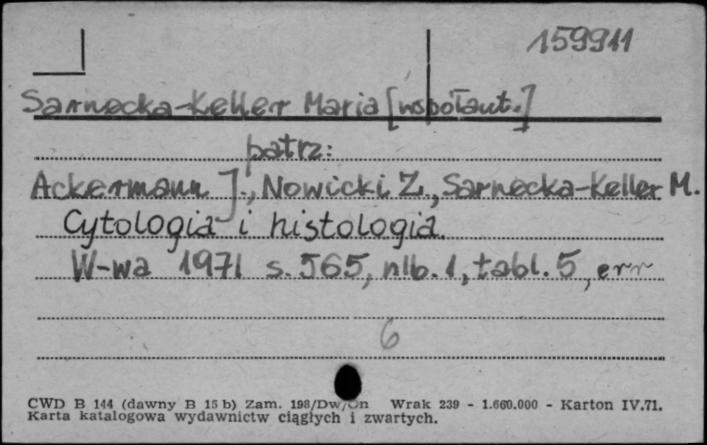 159911
Sarnecka-Keller Maria [współaut.]
patrz:
Ackermann J., Nowicki Z., Sarnecka-Keller M.
Cytologia i histologia.
W-wa 1971 s. 565, nlb. 1, tabl. 5, err
6
CWD B 144 (dawny B 15 b) Zam. 198/Dw/On Wrak 239 - 1.660.000 - Karton IV.71.
Karta katalogowa wydawnictw ciągłych i zwartych.